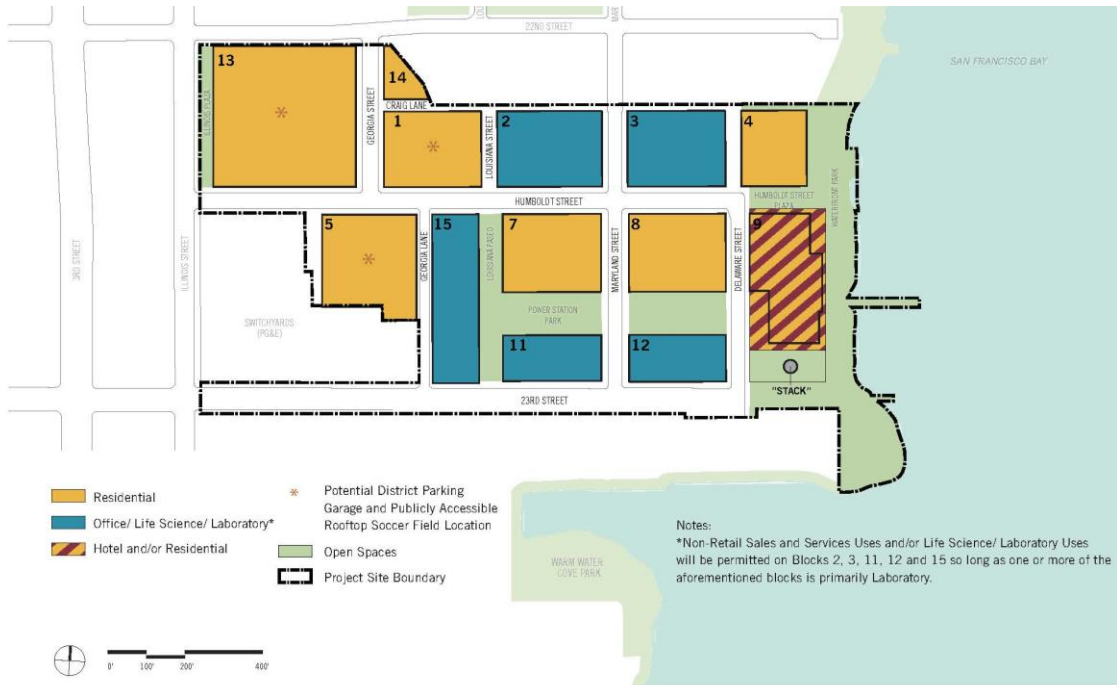 22ND STREET
SAN FRANCISCO BAY
13
14
CRAIG LANE
ILLINOIS PLAZA
GEORGIA STREET
1
LOUISIANA STREET
2
3
4
WATERFRONT PARK
HUMBOLDT STREET
HUMBOLDT STREET
PLAZA
3RD STREET
ILLINOIS STREET
5
GEORGIA LANE
15
LOUISIANA PASEO
7
MARYLAND STREET
8
DELAWARE STREET
9
SWITCHYARDS
(PG&E)
POWER STATION
PARK
11
12
"STACK"
23RD STREET
Residential
Office/ Life Science/ Laboratory*
Hotel and/or Residential
* Potential District Parking
Garage and Publicly Accessible
Rooftop Soccer Field Location
Open Spaces
Project Site Boundary
WARM WATER
COVE PARK
Notes:
*Non-Retail Sales and Services Uses and/or Life Science/ Laboratory Uses
will be permitted on Blocks 2, 3, 11, 12 and 15 so long as one or more of the
aforementioned blocks is primarily Laboratory.
0' 100' 200' 400'